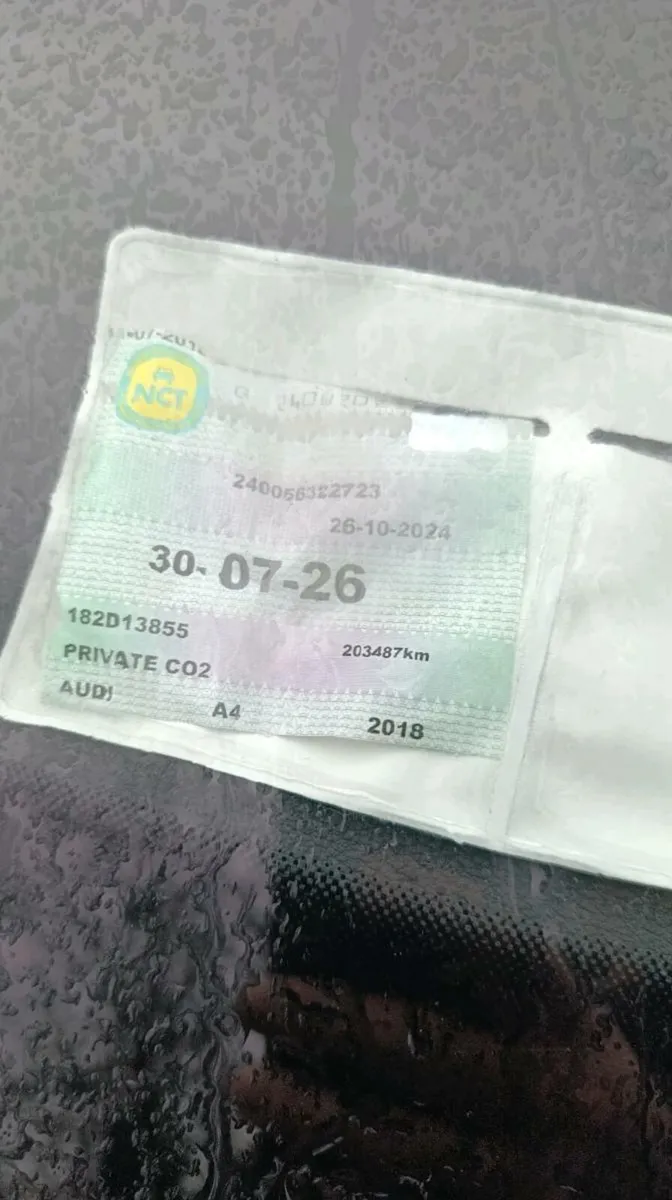 NCT
240056322723
26-10-2024
30-07-26
182D13855
203487km
PRIVATE CO2
AUDI A4 2018